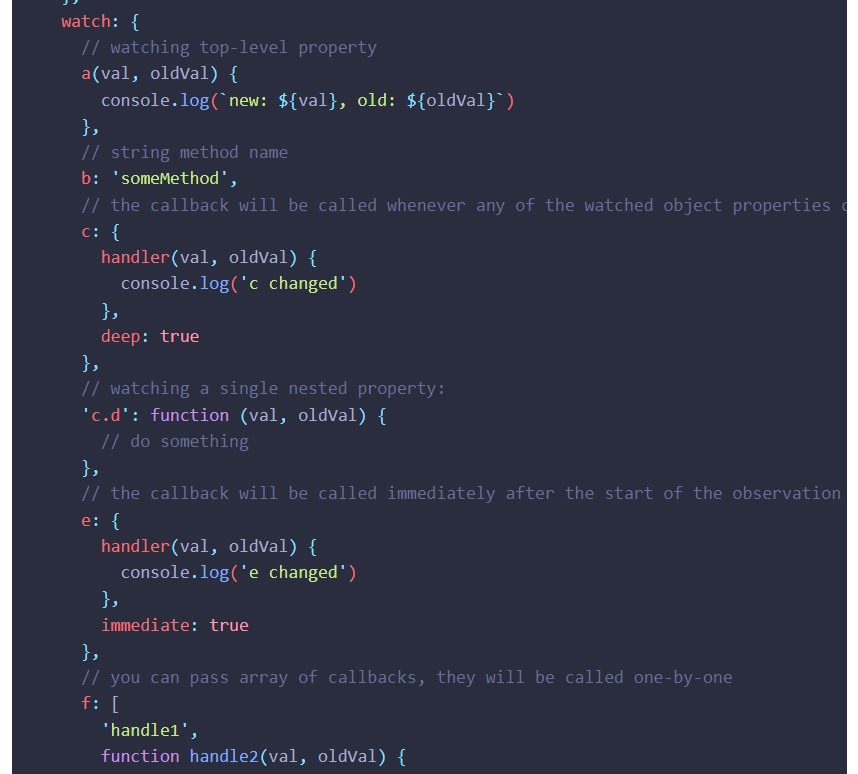 },
watch: {
// watching top-level property
a(val, oldVal) {
console.log(`new: ${val}, old: ${oldVal}`)
},
// string method name
b: 'someMethod',
// the callback will be called whenever any of the watched object properties
c: {
handler(val, oldVal) {
console.log('c changed')
},
deep: true
},
// watching a single nested property:
'c.d': function (val, oldVal) {
// do something
},
// the callback will be called immediately after the start of the observation
e: {
handler(val, oldVal) {
console.log('e changed')
},
immediate: true
},
// you can pass array of callbacks, they will be called one-by-one
f: [
'handle1',
function handle2(val, oldVal) {